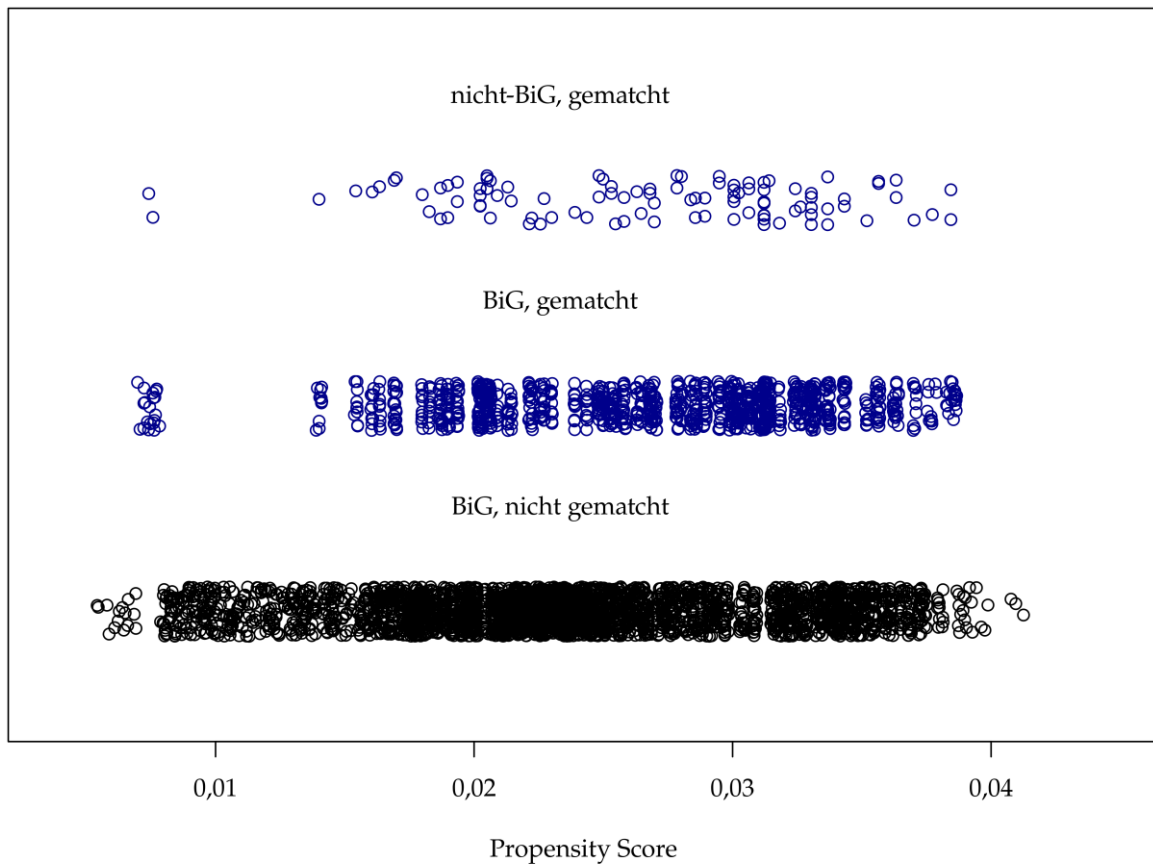 nicht-BiG, gematcht
BiG, gematcht
BiG, nicht gematcht
0,01 0,02 0,03 0,04
Propensity Score